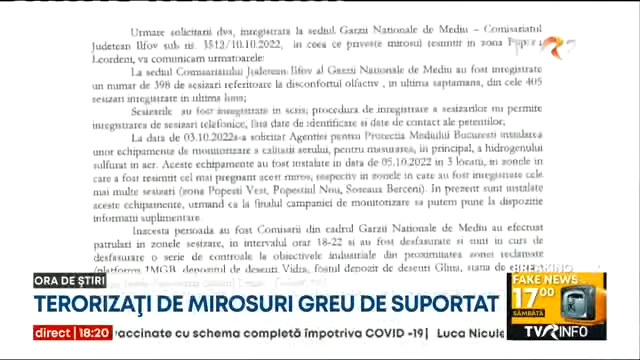 Urmare solicitarii dvs, inregistrata la sediul Garzii Nationale de Mediu – Comisariatul
Judetean Ilfov sub nr. 3512/10.10.2022, in ceea ce priveste mirosul resimtit in zona
Leordeni, va comunicam urmatoarele:
La sediul Comisariatului Judetean Ilfov al Garzii Nationale de Mediu au fost inregistrate
un numar de 398 de sesizari referitoare la disconfortul olfactiv, in ultima saptamana, din cele 405
sesizari inregistrate in ultima luna;
Sesizarile au fost inregistrate in scris; procedura de inregistrare a sesizarilor nu permite
inregistrarea de sesizari telefonice, fara date de identificare si date de contact ale petentilor;
La data de 03.10.2022s-a solicitat Agentiei pentru Protectia Mediului Bucuresti instalarea
unor echipamente de monitorizare a calitatii aerului, pentru masurarea, in principal, a hidrogenului
sulfurat in aer. Aceste echipamente au fost instalate in data de 05.10.2022 in 3 locatii, in zonele in
care a fost resimtit cel mai pregnant acest miros, respectiv in zonele in care au fost inregistrate cele
mai multe sesizari (zona Popesti Vest, Popestiul Nou, Soseaua Berceni). In prezent sunt instalate
aceste echipamente, urmand ca la finalul campaniei de monitorizare sa putem pune la dispozitie
informatii suplimentare.
In aceasta perioada au fost Comisarii din cadrul Garzii Nationale de Mediu au efectuat
patrulari in zonele sesizate, in intervalul orar 18-22 si au fost desfasurate si sunt in curs de
desfasurare o serie de controale la obiectivele industriale din proximitatea zonei reclamate
(platforma IMGB, depozitul de deseuri Vidra, fostul depozit de deseuri Glina, statia de
TVR
ORA DE ŞTIRI
TERORIZAŢI DE MIROSURI GREU DE SUPORTAT
direct 18:20 vaccinate cu schema completă împotriva COVID -19| Luca Nicule
BREAKING
FAKE NEWS
17 00
SÂMBĂTĂ
TVR INFO